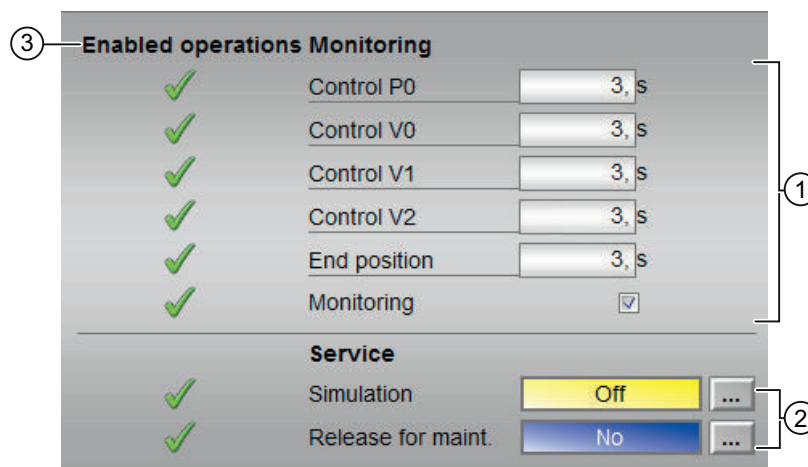 3 Enabled operations Monitoring
Control P0 3, s
Control V0 3, s
Control V1 3, s
Control V2 3, s
End position 3, s
Monitoring
1
Service
Simulation Off ...
Release for maint. No ...
2